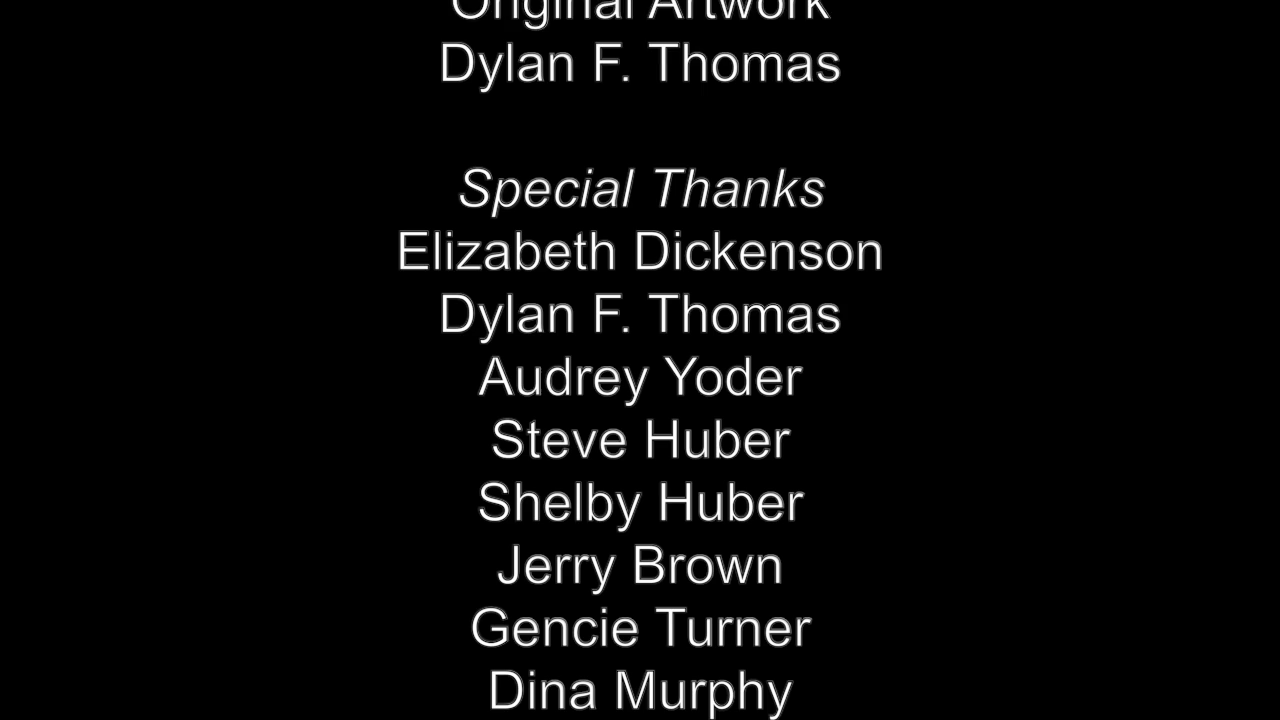 Original Artwork
Dylan F. Thomas
Special Thanks
Elizabeth Dickenson
Dylan F. Thomas
Audrey Yoder
Steve Huber
Shelby Huber
Jerry Brown
Gencie Turner
Dina Murphy